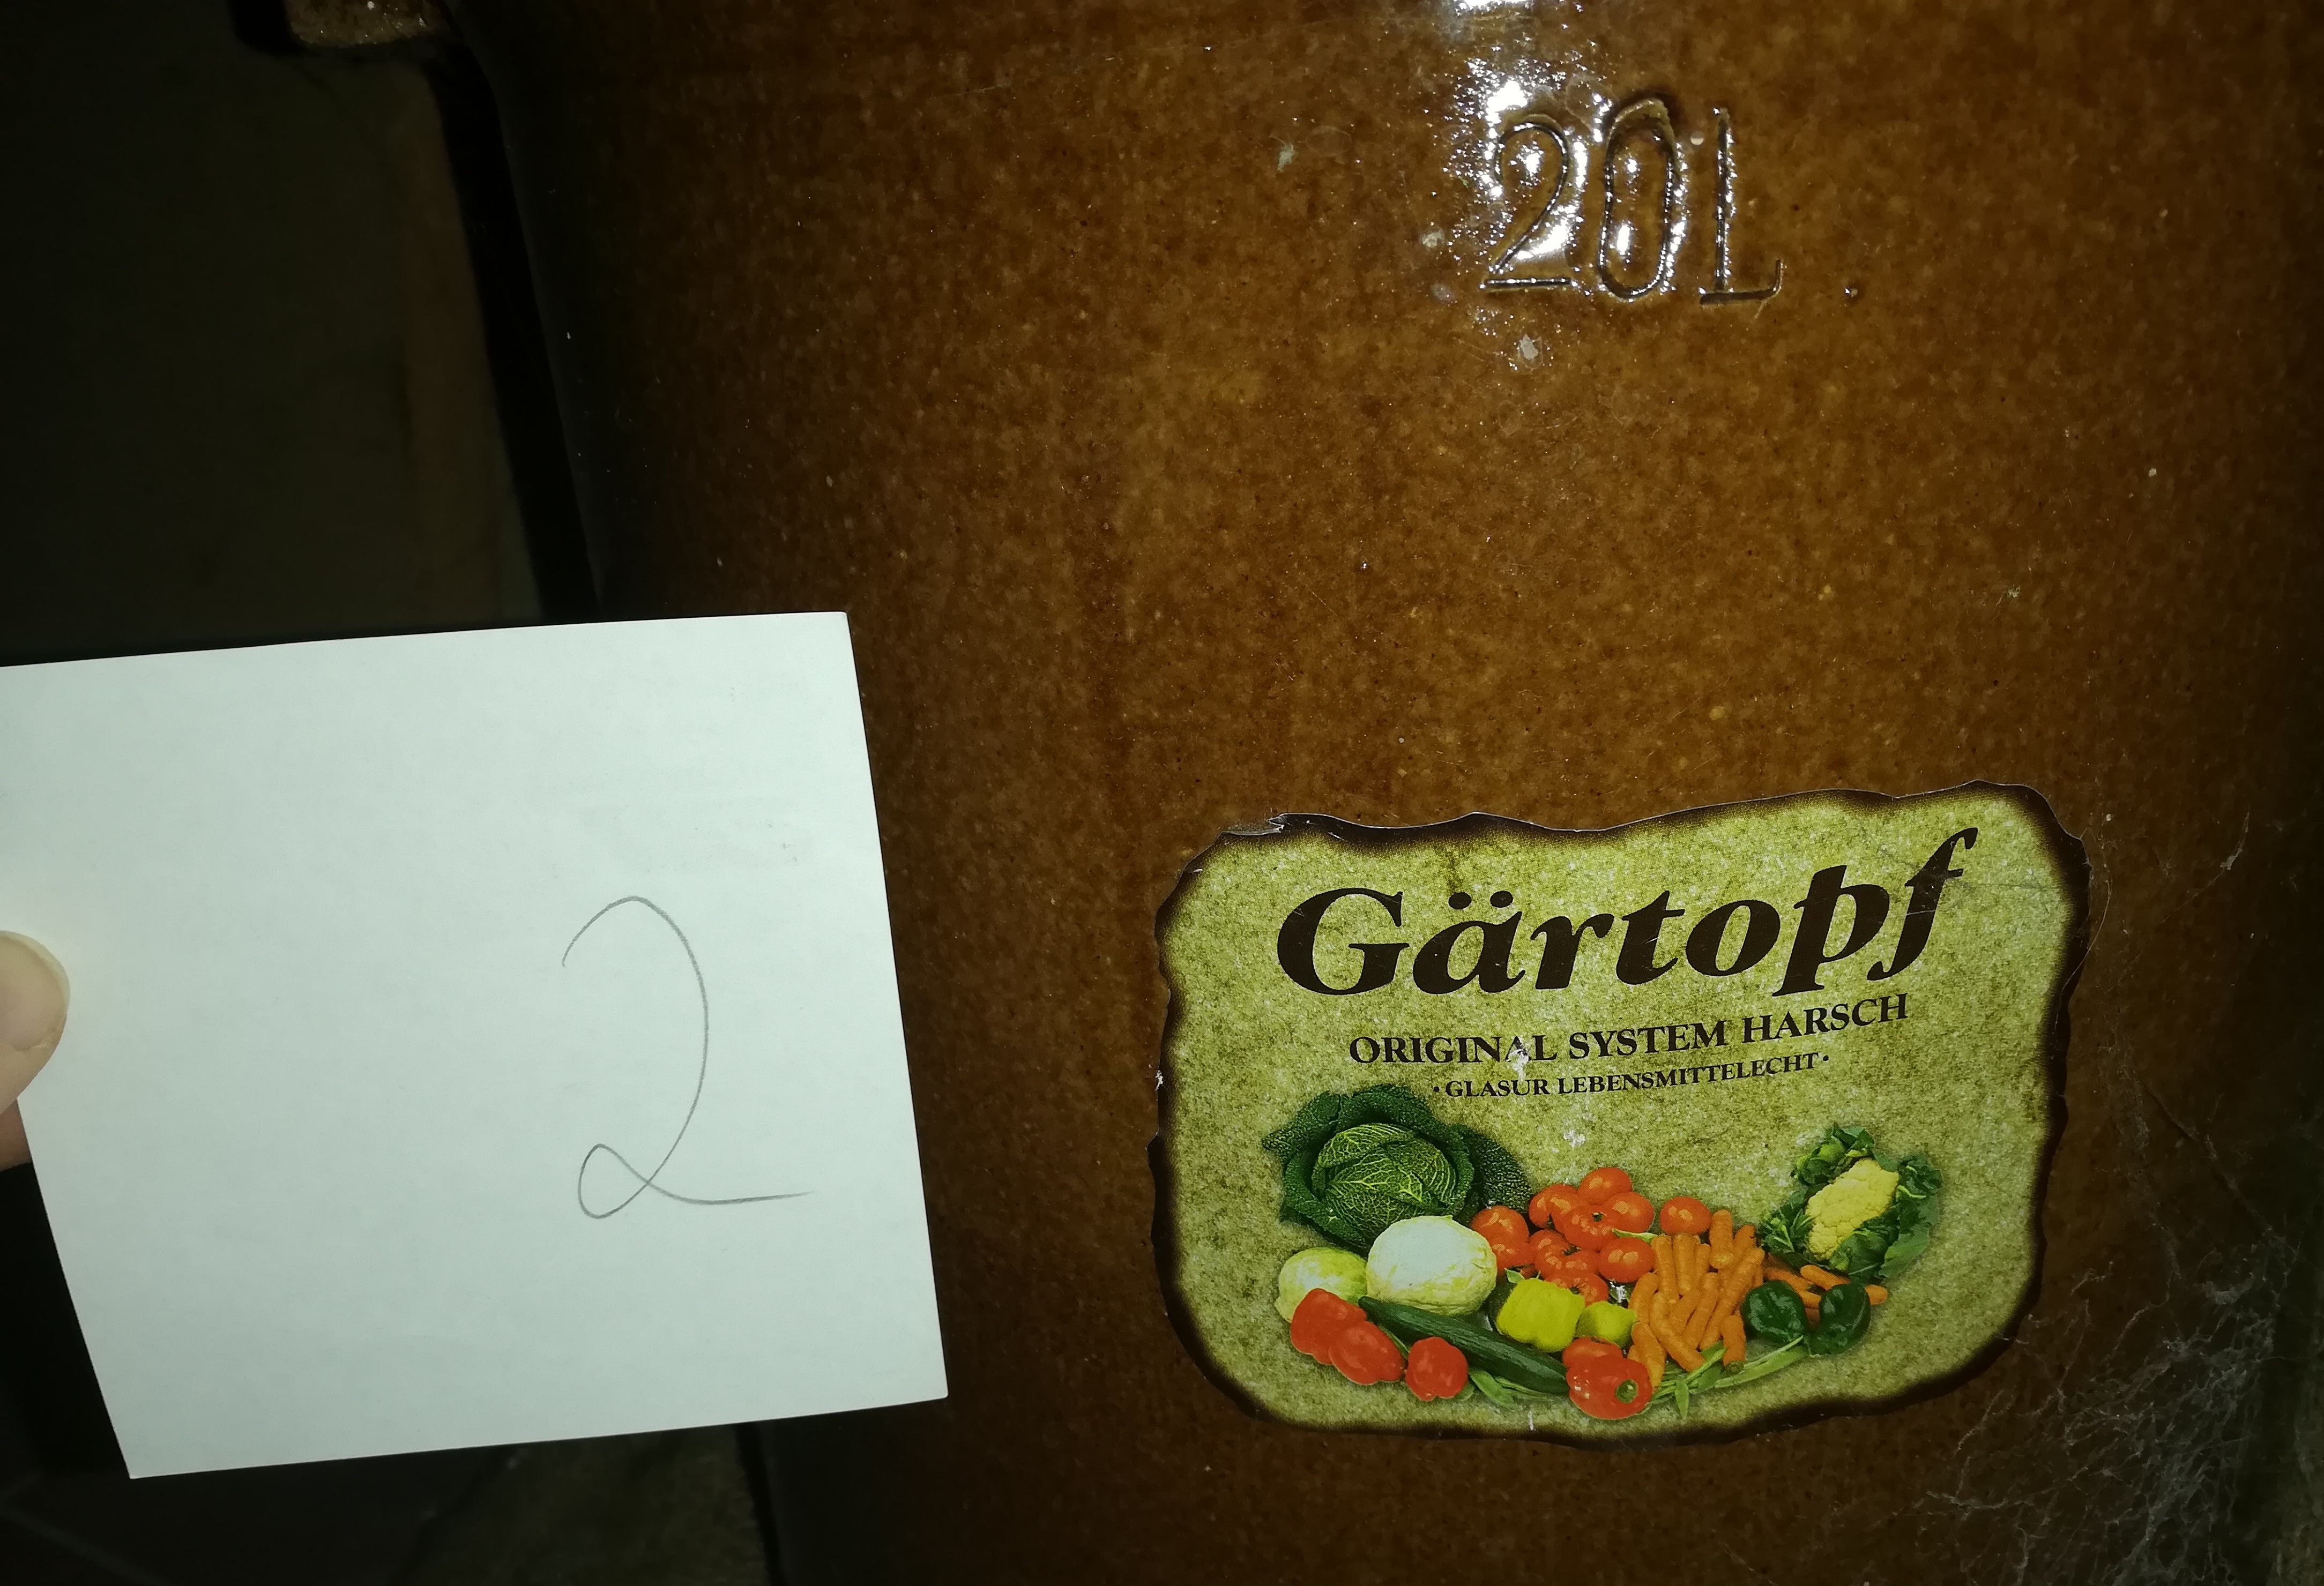 20L
2
Gärtopf
ORIGINAL SYSTEM HARSCH
• GLASUR LEBENSMITTELECHT •